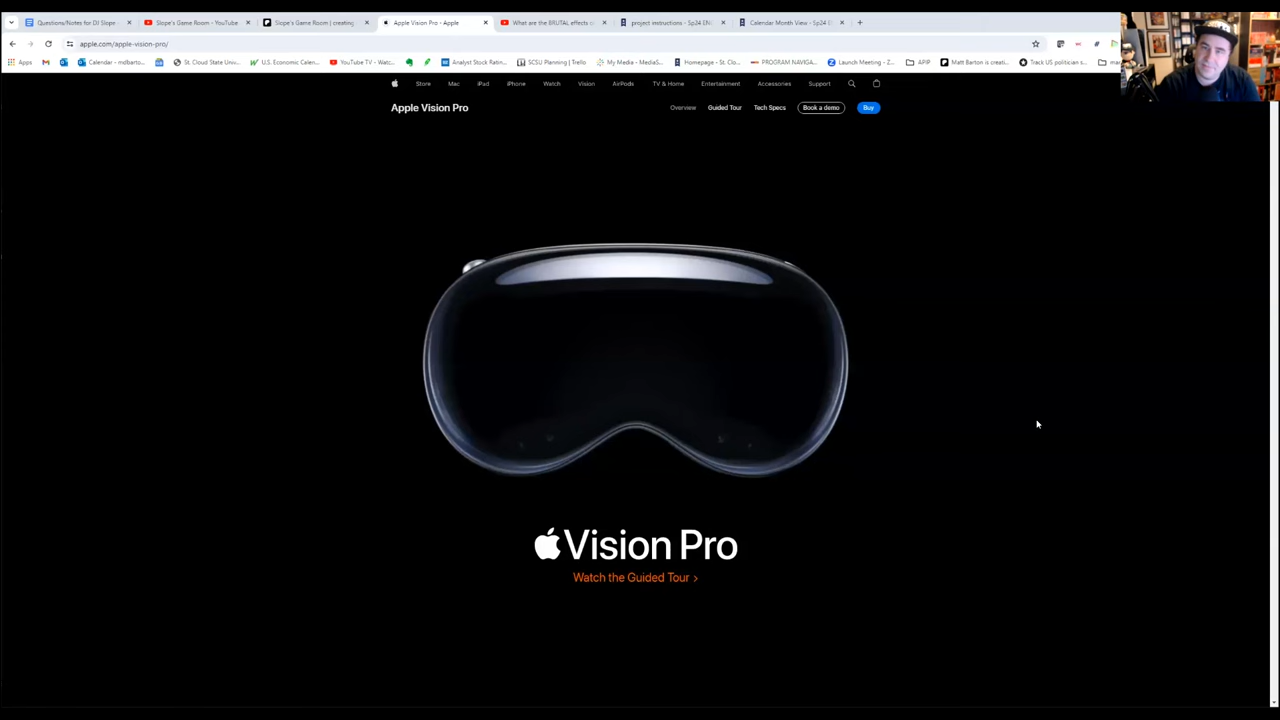 Questions/Notes for DJ Slope
Slope's Game Room - YouTube
Slope's Game Room | creating
Apple Vision Pro - Apple
What are the BRUTAL effects o
project instructions - Sp24 EN
Calendar Month View - Sp24 E
apple.com/apple-vision-pro/
Apps
Calendar - mdbarto...
St. Cloud State Univ...
U.S. Economic Calen...
YouTube TV - Watc...
Analyst Stock Ratin...
SCSU Planning | Trello
My Media - MediaS...
Homepage - St. Clo...
PROGRAM NAVIGA...
Launch Meeting - Z...
APIP
Matt Barton is creati...
Track US politician s...
Store Mac iPad iPhone Watch Vision AirPods TV & Home Entertainment Accessories Support
Apple Vision Pro
Overview Guided Tour Tech Specs Book a demo Buy
Vision Pro
Watch the Guided Tour >